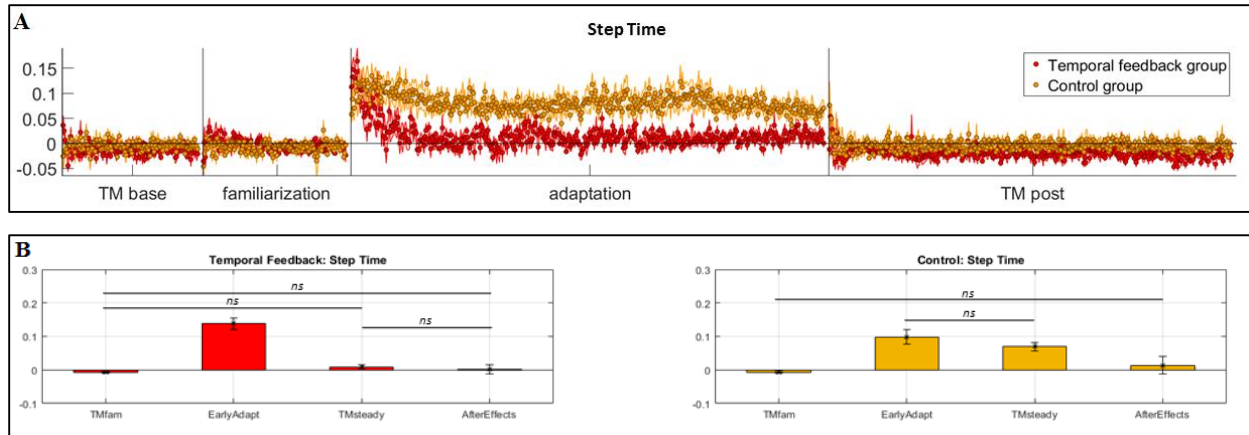 A
Step Time
Temporal feedback group
Control group
0.15
0.1
0.05
0
-0.05
TM base
familiarization
adaptation
TM post
B
Temporal Feedback: Step Time
0.3
0.2
0.1
0
-0.1
ns
ns
ns
TMfam
EarlyAdapt
TMsteady
AfterEffects
Control: Step Time
0.3
0.2
0.1
0
-0.1
ns
ns
TMfam
EarlyAdapt
TMsteady
AfterEffects